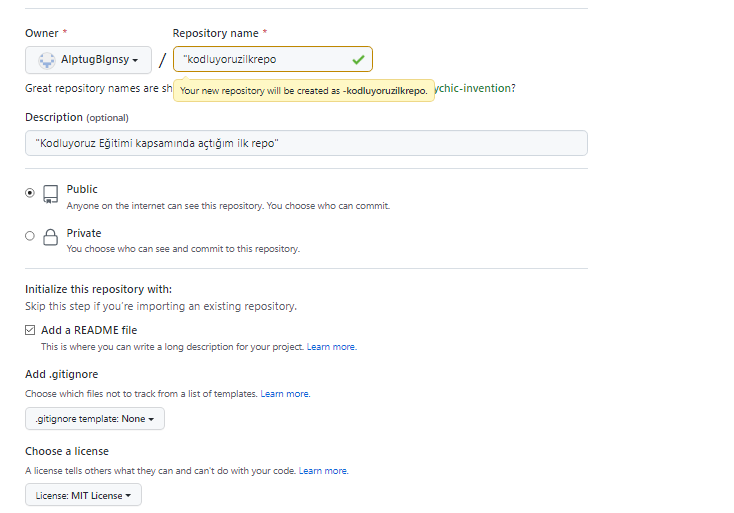 Owner * Repository name *
AlptugBlgnsy / "kodluyoruzilkrepo
Great repository names are sh ychic-invention?
Your new repository will be created as -kodluyoruzilkrepo.
Description (optional)
"Kodluyoruz Eğitimi kapsamında açtığım ilk repo"
Public
Anyone on the internet can see this repository. You choose who can commit.
Private
You choose who can see and commit to this repository.
Initialize this repository with:
Skip this step if you're importing an existing repository.
Add a README file
This is where you can write a long description for your project. Learn more.
Add .gitignore
Choose which files not to track from a list of templates. Learn more.
.gitignore template: None
Choose a license
A license tells others what they can and can't do with your code. Learn more.
License: MIT License